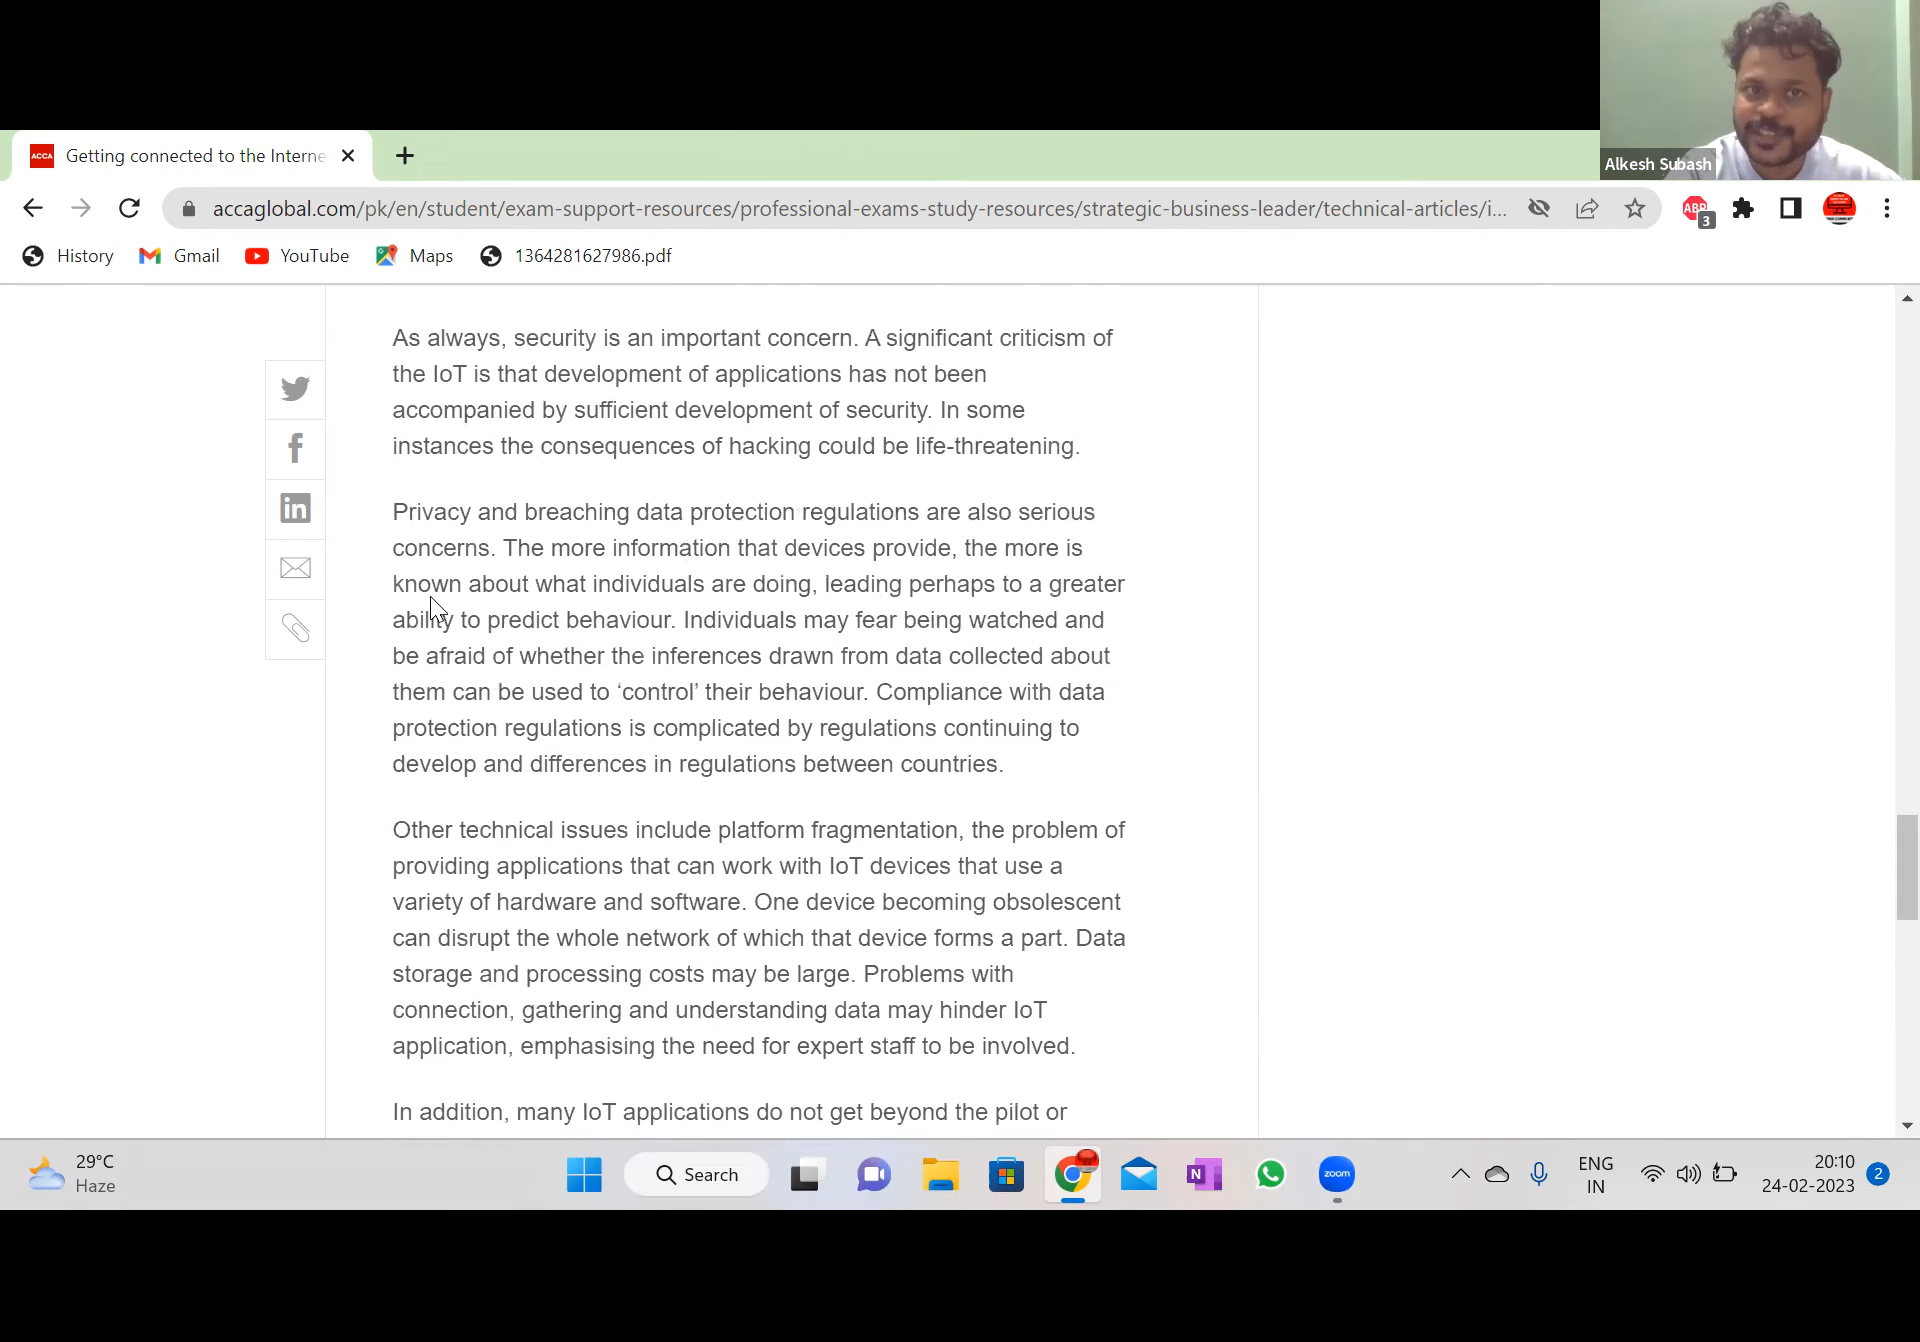 Alkesh Subash
ACCA Getting connected to the Interne
accaglobal.com/pk/en/student/exam-support-resources/professional-exams-study-resources/strategic-business-leader/technical-articles/i...
ABP 3
History Gmail YouTube Maps 1364281627986.pdf
As always, security is an important concern. A significant criticism of
the IoT is that development of applications has not been
accompanied by sufficient development of security. In some
instances the consequences of hacking could be life-threatening.
Privacy and breaching data protection regulations are also serious
concerns. The more information that devices provide, the more is
known about what individuals are doing, leading perhaps to a greater
ability to predict behaviour. Individuals may fear being watched and
be afraid of whether the inferences drawn from data collected about
them can be used to ‘control’ their behaviour. Compliance with data
protection regulations is complicated by regulations continuing to
develop and differences in regulations between countries.
Other technical issues include platform fragmentation, the problem of
providing applications that can work with IoT devices that use a
variety of hardware and software. One device becoming obsolescent
can disrupt the whole network of which that device forms a part. Data
storage and processing costs may be large. Problems with
connection, gathering and understanding data may hinder IoT
application, emphasising the need for expert staff to be involved.
In addition, many IoT applications do not get beyond the pilot or
29°C
Haze
Search
N
zoom
ENG
IN
20:10
24-02-2023
2